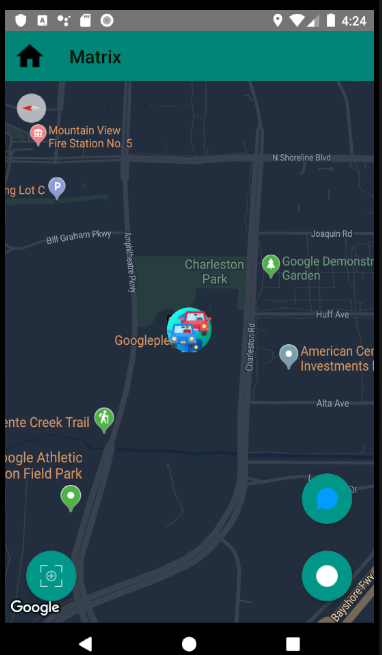 4:24
Matrix
Mountain View
Fire Station No. 5
N Shoreline Blvd
ng Lot C
P
Bill Graham Pkwy
Amphitheatre Pkwy
Joaquin Rd
Charleston
Park
Google Demonstr
Garden
Huff Ave
Googleple
Charleston Rd
American Cen
Investments
Alta Ave
ente Creek Trail
oogle Athletic
on Field Park
Google
Bayshore Fwy